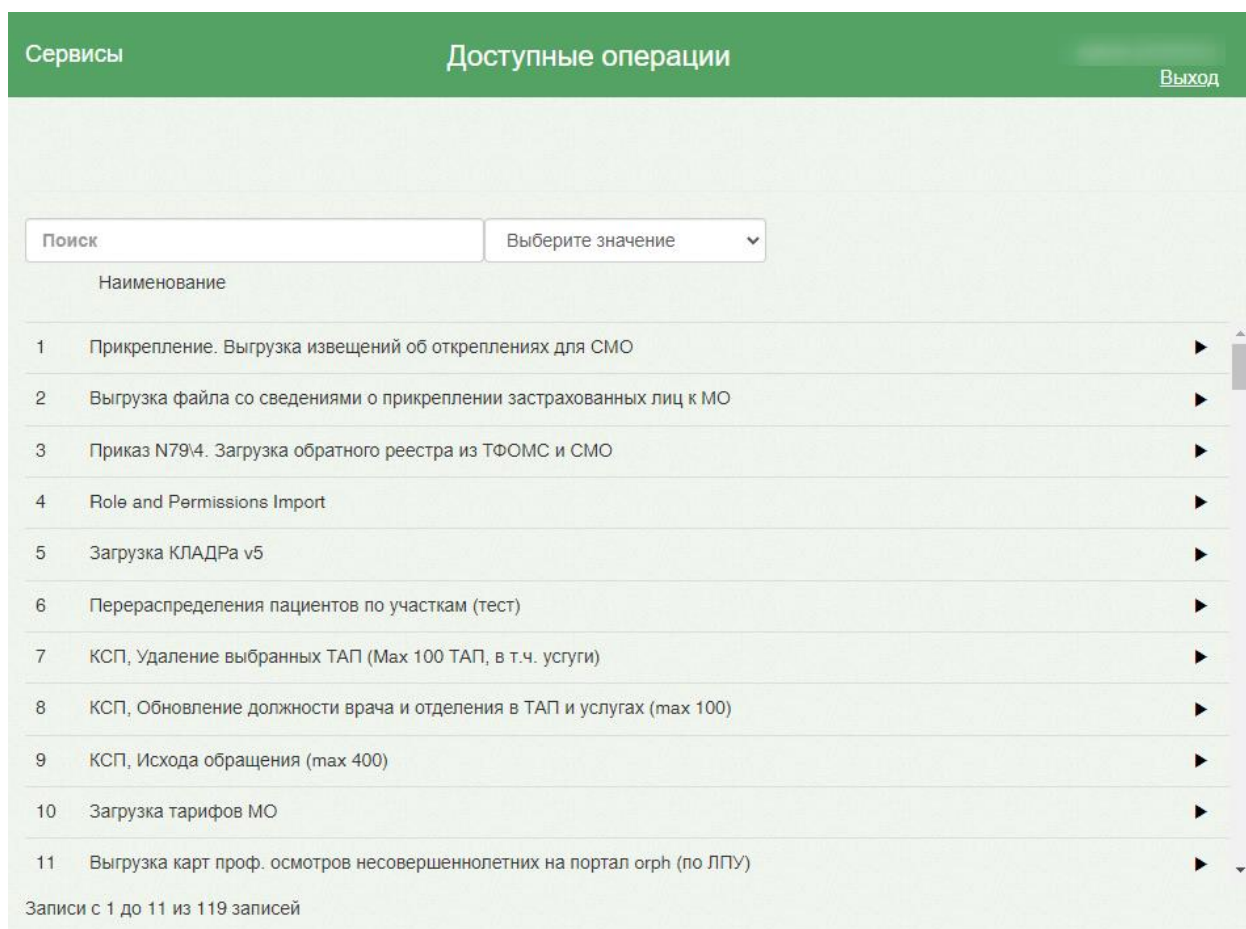 Сервисы
Доступные операции
Выход
Поиск
Выберите значение
Наименование
1 Прикрепление. Выгрузка извещений об откреплениях для СМО
2 Выгрузка файла со сведениями о прикреплении застрахованных лиц к МО
3 Приказ N79\4. Загрузка обратного реестра из ТФОМС и СМО
4 Role and Permissions Import
5 Загрузка КЛАДРа v5
6 Перераспределения пациентов по участкам (тест)
7 КСП, Удаление выбранных ТАП (Max 100 ТАП, в т.ч. усгуги)
8 КСП, Обновление должности врача и отделения в ТАП и услугах (max 100)
9 КСП, Исхода обращения (max 400)
10 Загрузка тарифов МО
11 Выгрузка карт проф. осмотров несовершеннолетних на портал orph (по ЛПУ)
Записи с 1 до 11 из 119 записей